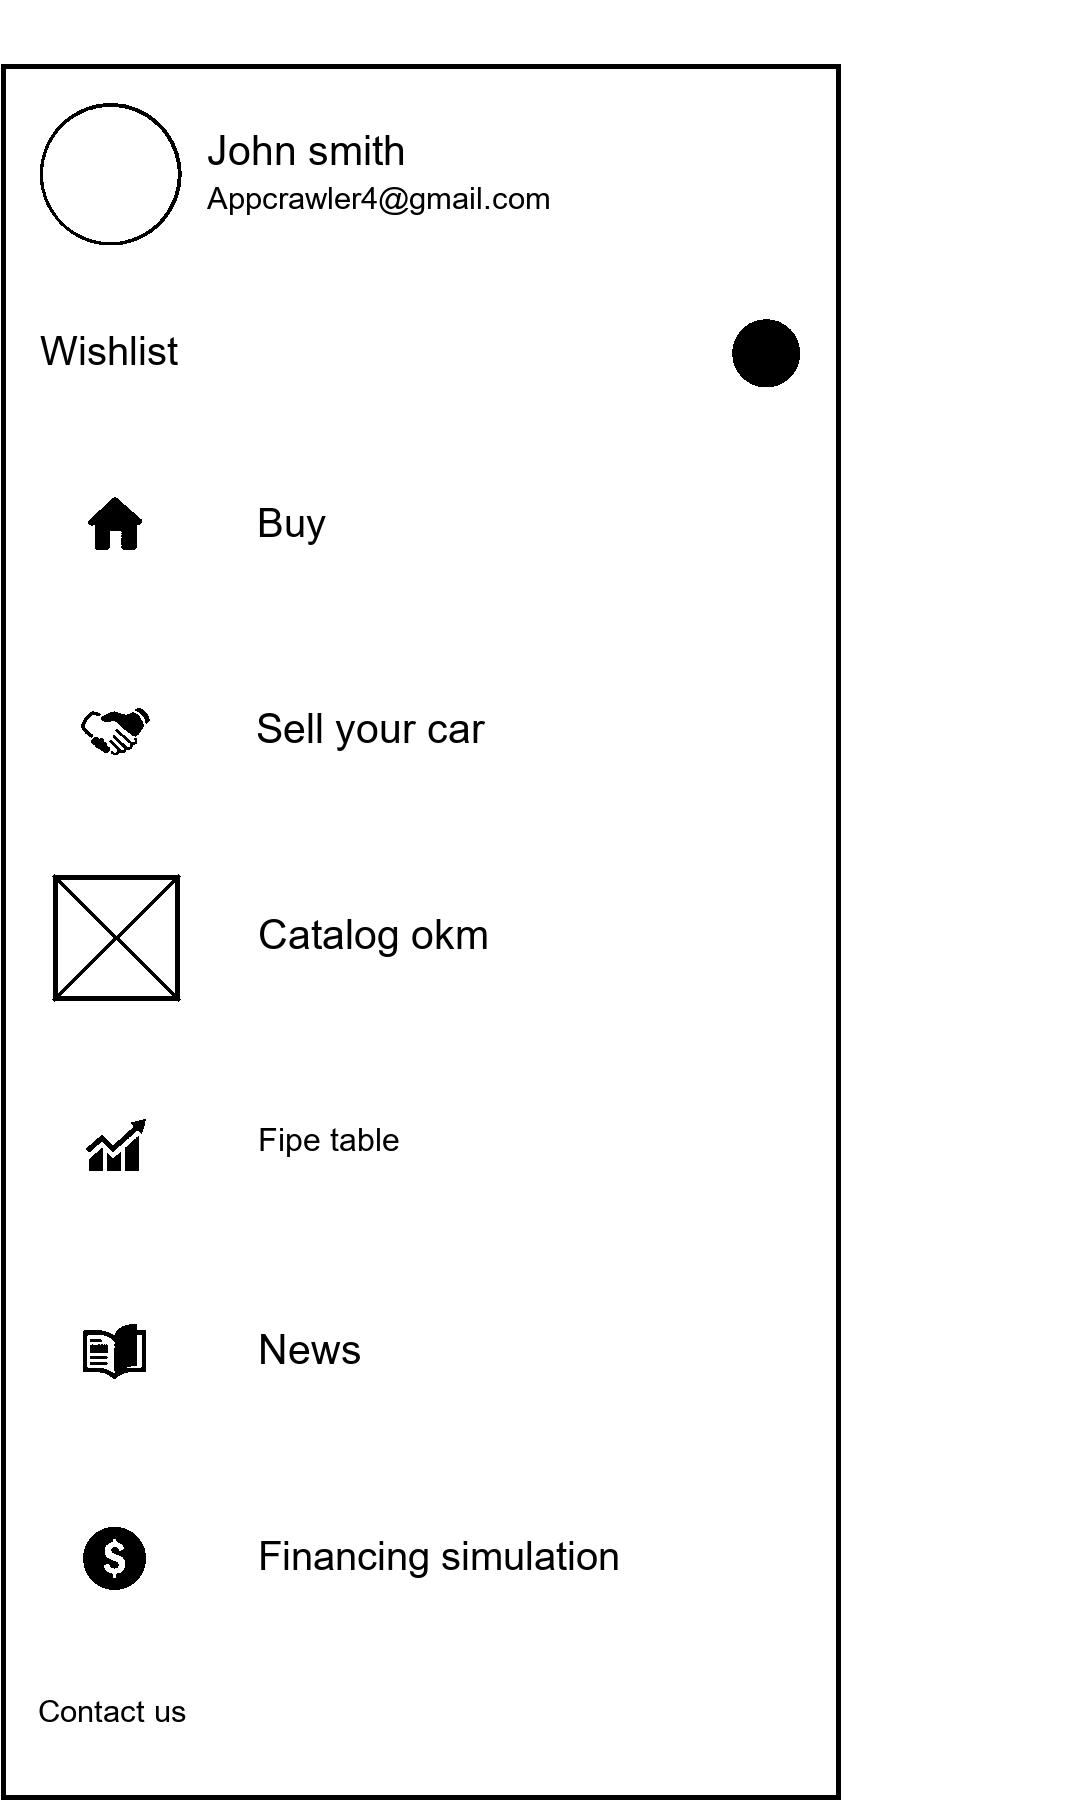 John smith
Appcrawler4@gmail.com
Wishlist
Buy
Sell your car
Catalog okm
Fipe table
News
$
Financing simulation
Contact us